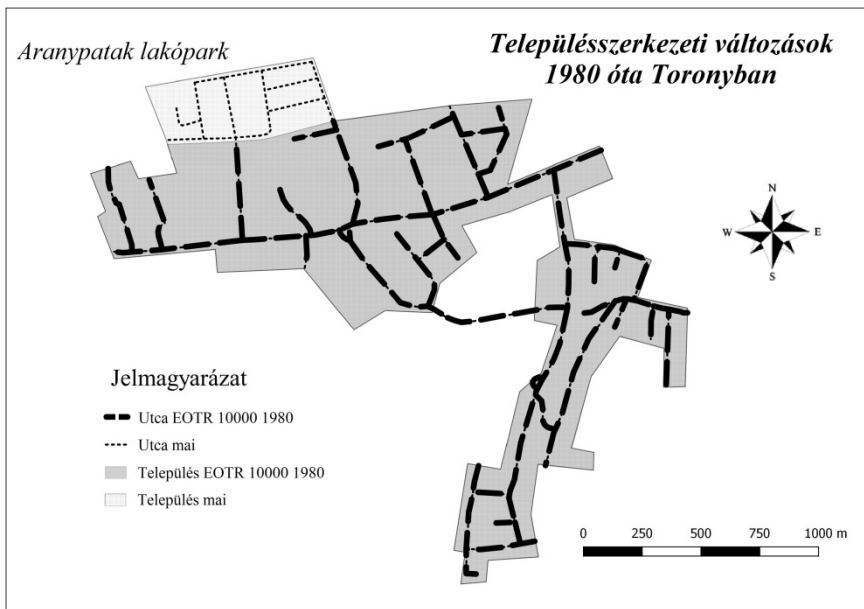 Aranypatak lakópark
Településszerkezeti változások
1980 óta Toronyban
N
W E
S
Jelmagyarázat
Utca EOTR 10000 1980
Utca mai
Település EOTR 10000 1980
Település mai
0 250 500 750 1000 m